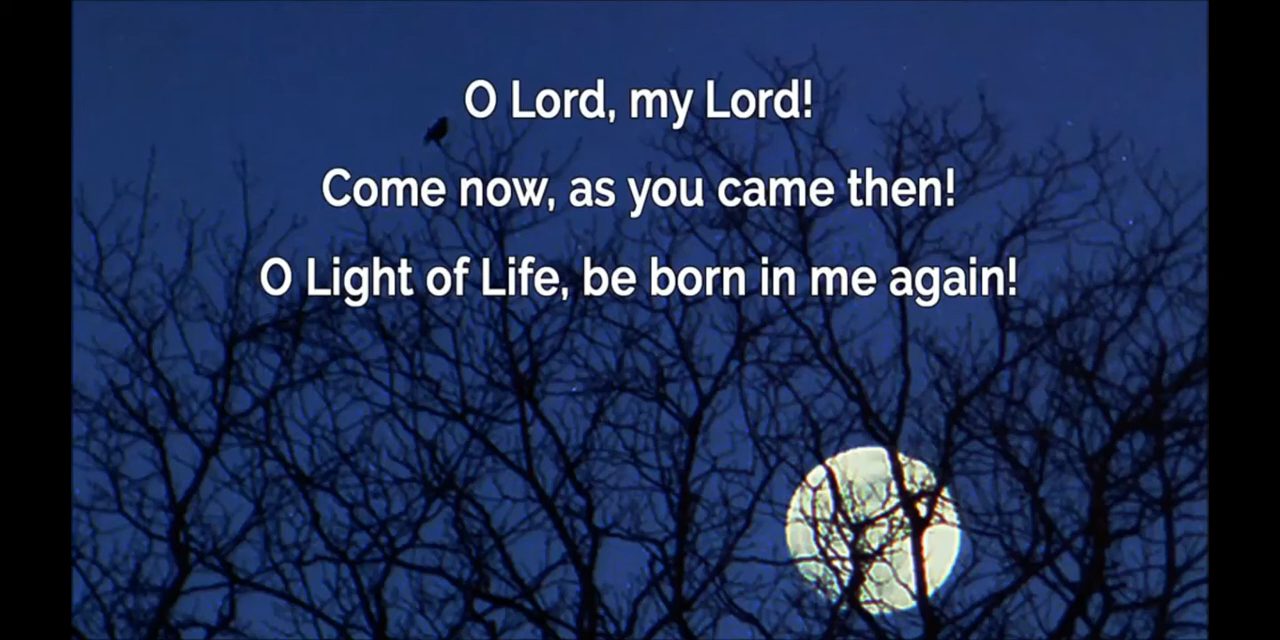 O Lord, my Lord!
Come now, as you came then!
O Light of Life, be born in me again!